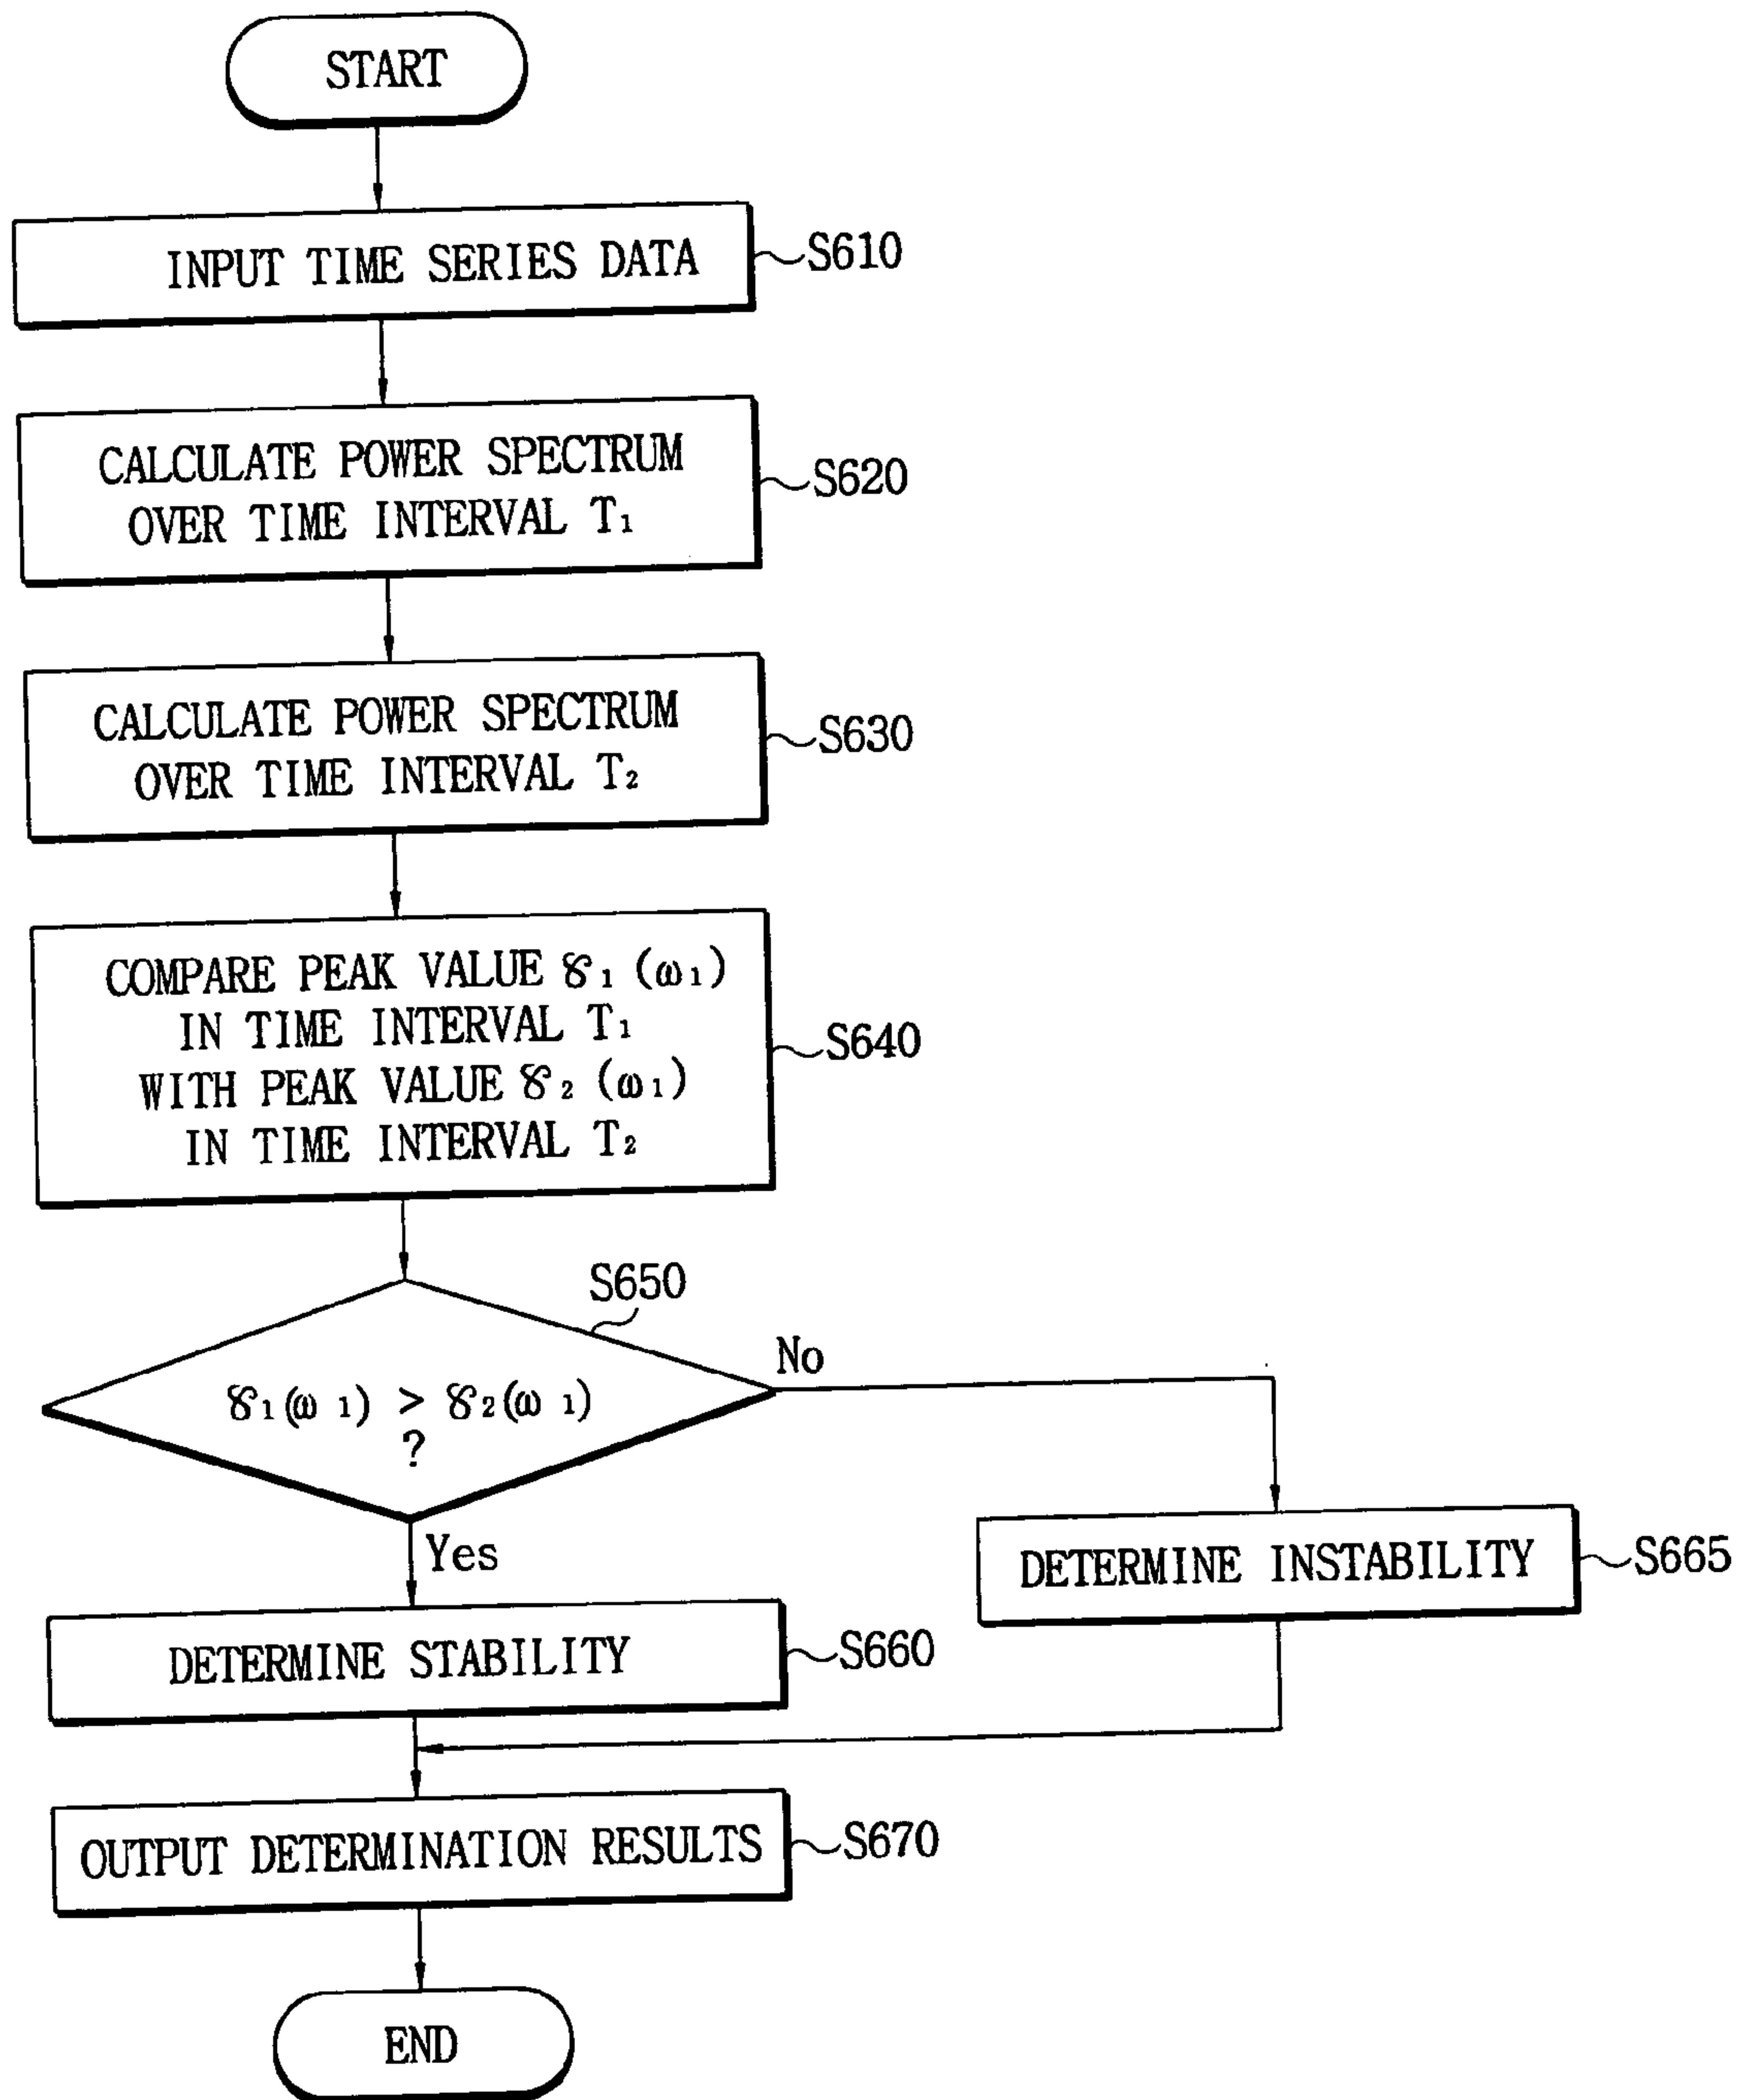 START
INPUT TIME SERIES DATA
S610
CALCULATE POWER SPECTRUM
OVER TIME INTERVAL T₁
S620
CALCULATE POWER SPECTRUM
OVER TIME INTERVAL T₂
S630
COMPARE PEAK VALUE 𝒮₁(ω₁)
IN TIME INTERVAL T₁
WITH PEAK VALUE 𝒮₂(ω₁)
IN TIME INTERVAL T₂
S640
S650
𝒮₁(ω₁) > 𝒮₂(ω₁)
?
No
Yes
DETERMINE INSTABILITY
S665
DETERMINE STABILITY
S660
OUTPUT DETERMINATION RESULTS
S670
END